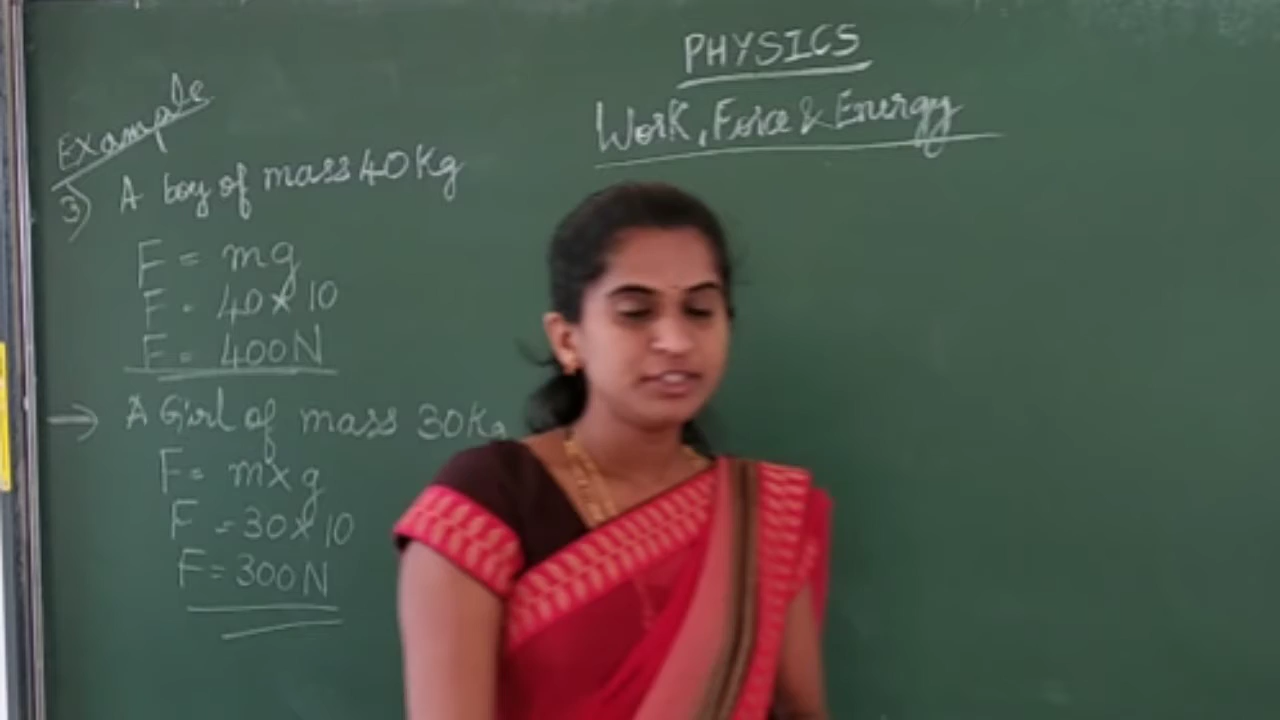 PHYSICS
Work, Force & Energy
Example
3) A boy of mass 40Kg
F = mg
F = 40 × 10
F = 400N
→ A Girl of mass 30Kg
F = m×g
F = 30×10
F = 300N